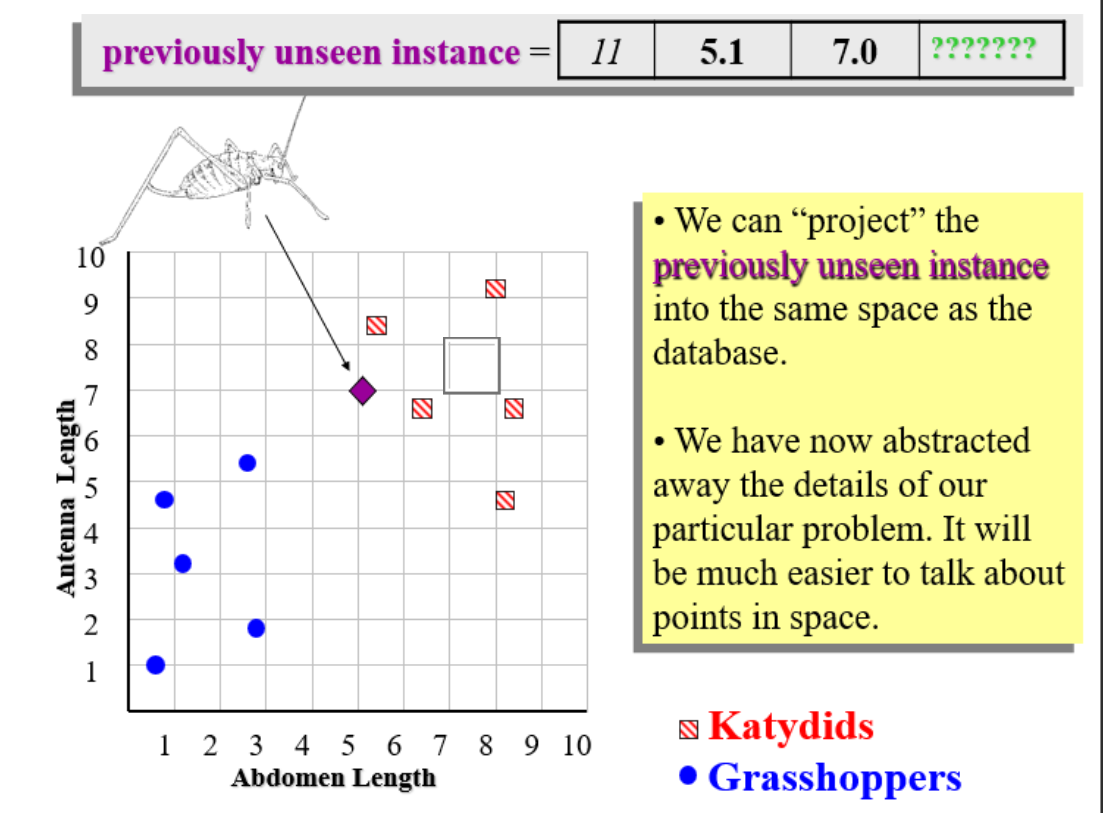 previously unseen instance = 11 5.1 7.0 ???????
• We can “project” the
previously unseen instance
into the same space as the
database.
• We have now abstracted
away the details of our
particular problem. It will
be much easier to talk about
points in space.
10
9
8
7
6
5
4
3
2
1
Antenna Length
1 2 3 4 5 6 7 8 9 10
Abdomen Length
Katydids
Grasshoppers